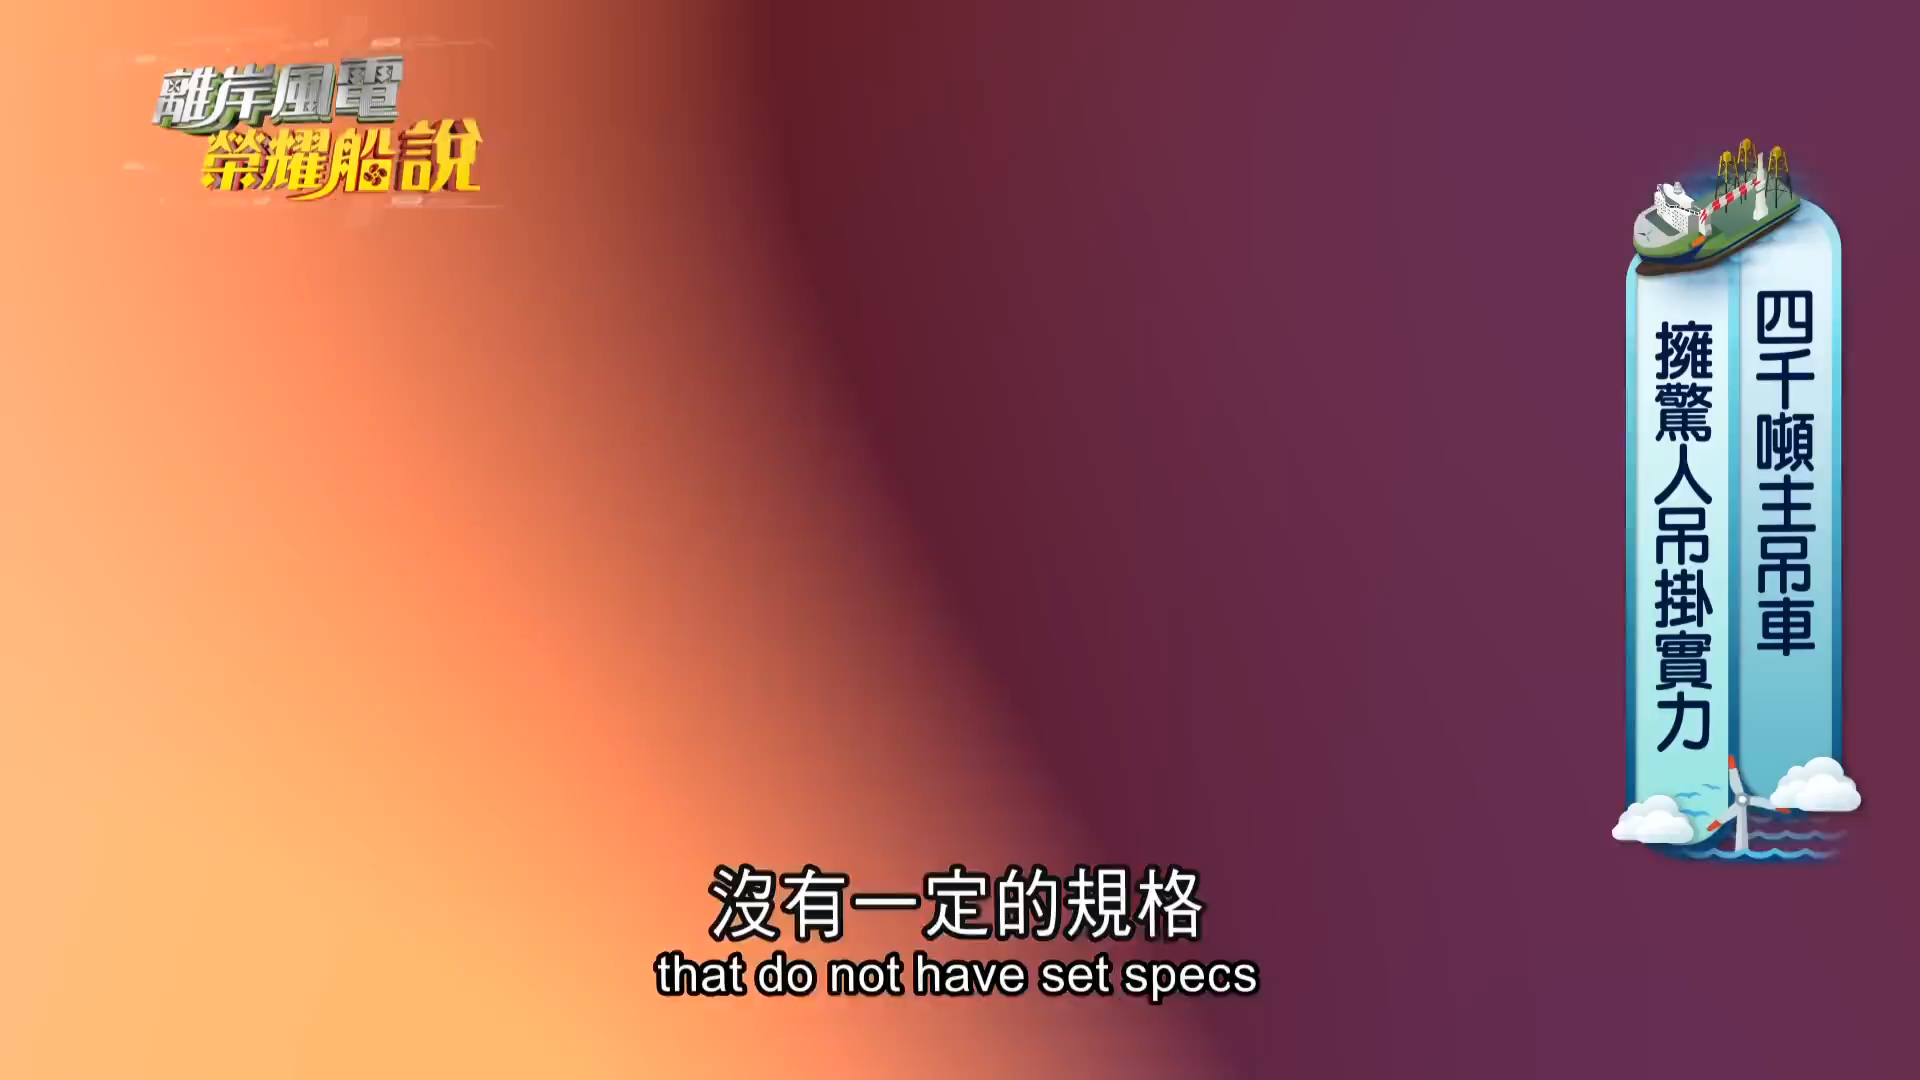 離岸風電
榮耀船說
四千噸主吊車
擁驚人吊掛實力
沒有一定的規格
that do not have set specs